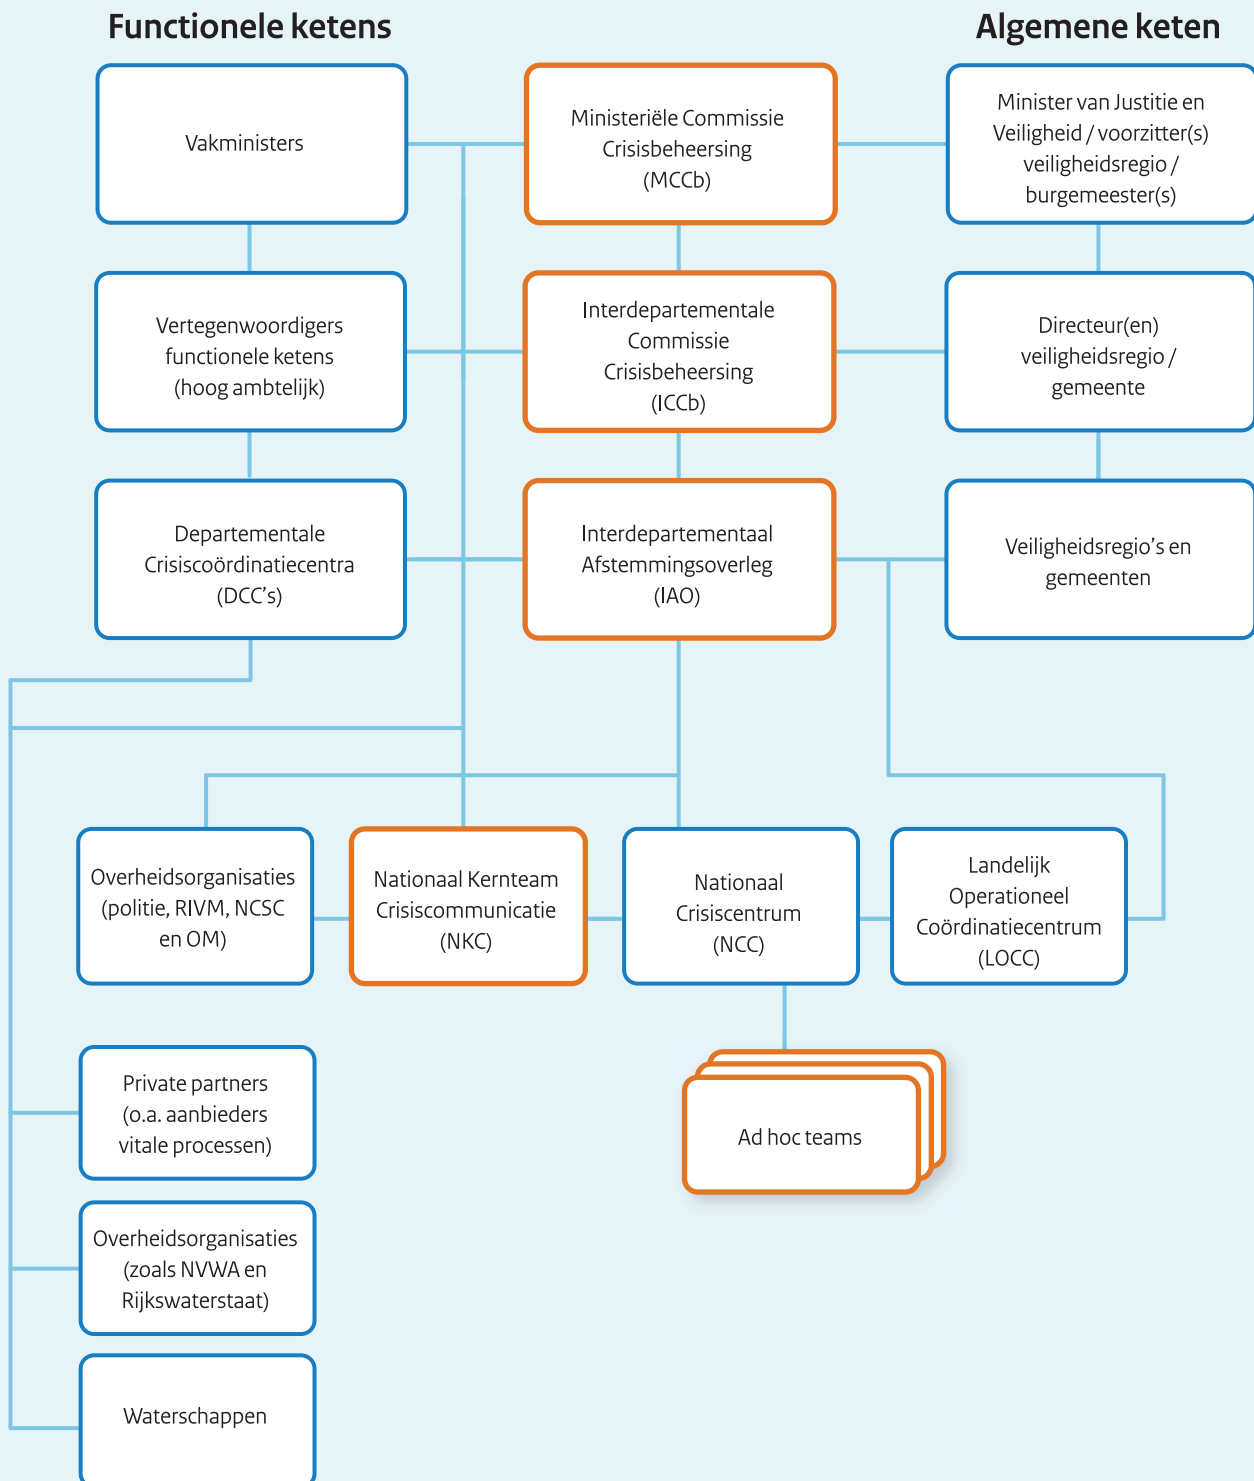 Functionele ketens
Algemene keten
Vakministers
Ministeriële Commissie
Crisisbeheersing
(MCCb)
Minister van Justitie en
Veiligheid / voorzitter(s)
veiligheidsregio /
burgemeester(s)
Vertegenwoordigers
functionele ketens
(hoog ambtelijk)
Interdepartementale
Commissie
Crisisbeheersing
(ICCb)
Directeur(en)
veiligheidsregio /
gemeente
Departementale
Crisiscoördinatiecentra
(DCC's)
Interdepartementaal
Afstemmingsoverleg
(IAO)
Veiligheidsregio's en
gemeenten
Overheidsorganisaties
(politie, RIVM, NCSC
en OM)
Nationaal Kernteam
Crisiscommunicatie
(NKC)
Nationaal
Crisiscentrum
(NCC)
Landelijk
Operationeel
Coördinatiecentrum
(LOCC)
Private partners
(o.a. aanbieders
vitale processen)
Ad hoc teams
Overheidsorganisaties
(zoals NVWA en
Rijkswaterstaat)
Waterschappen